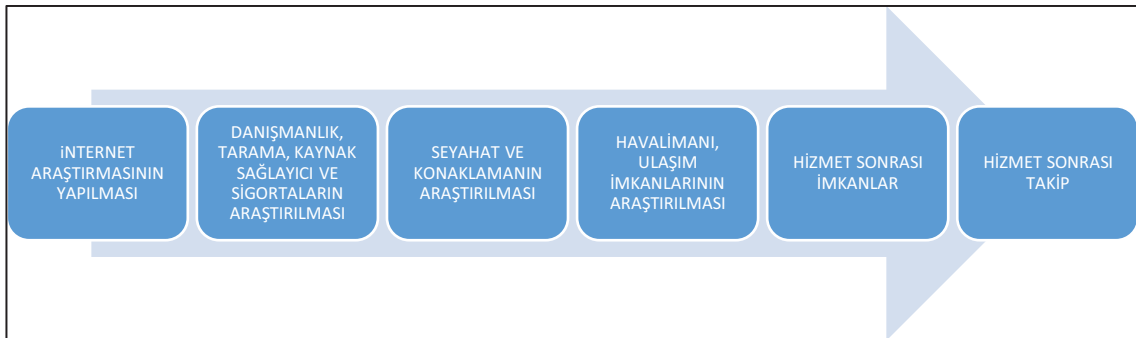 iNTERNET
ARAŞTIRMASININ
YAPILMASI
DANIŞMANLIK,
TARAMA, KAYNAK
SAĞLAYICI VE
SİGORTALARIN
ARAŞTIRILMASI
SEYAHAT VE
KONAKLAMANIN
ARAŞTIRILMASI
HAVALİMANI,
ULAŞIM
İMKANLARININ
ARAŞTIRILMASI
HİZMET SONRASI
İMKANLAR
HİZMET SONRASI
TAKİP